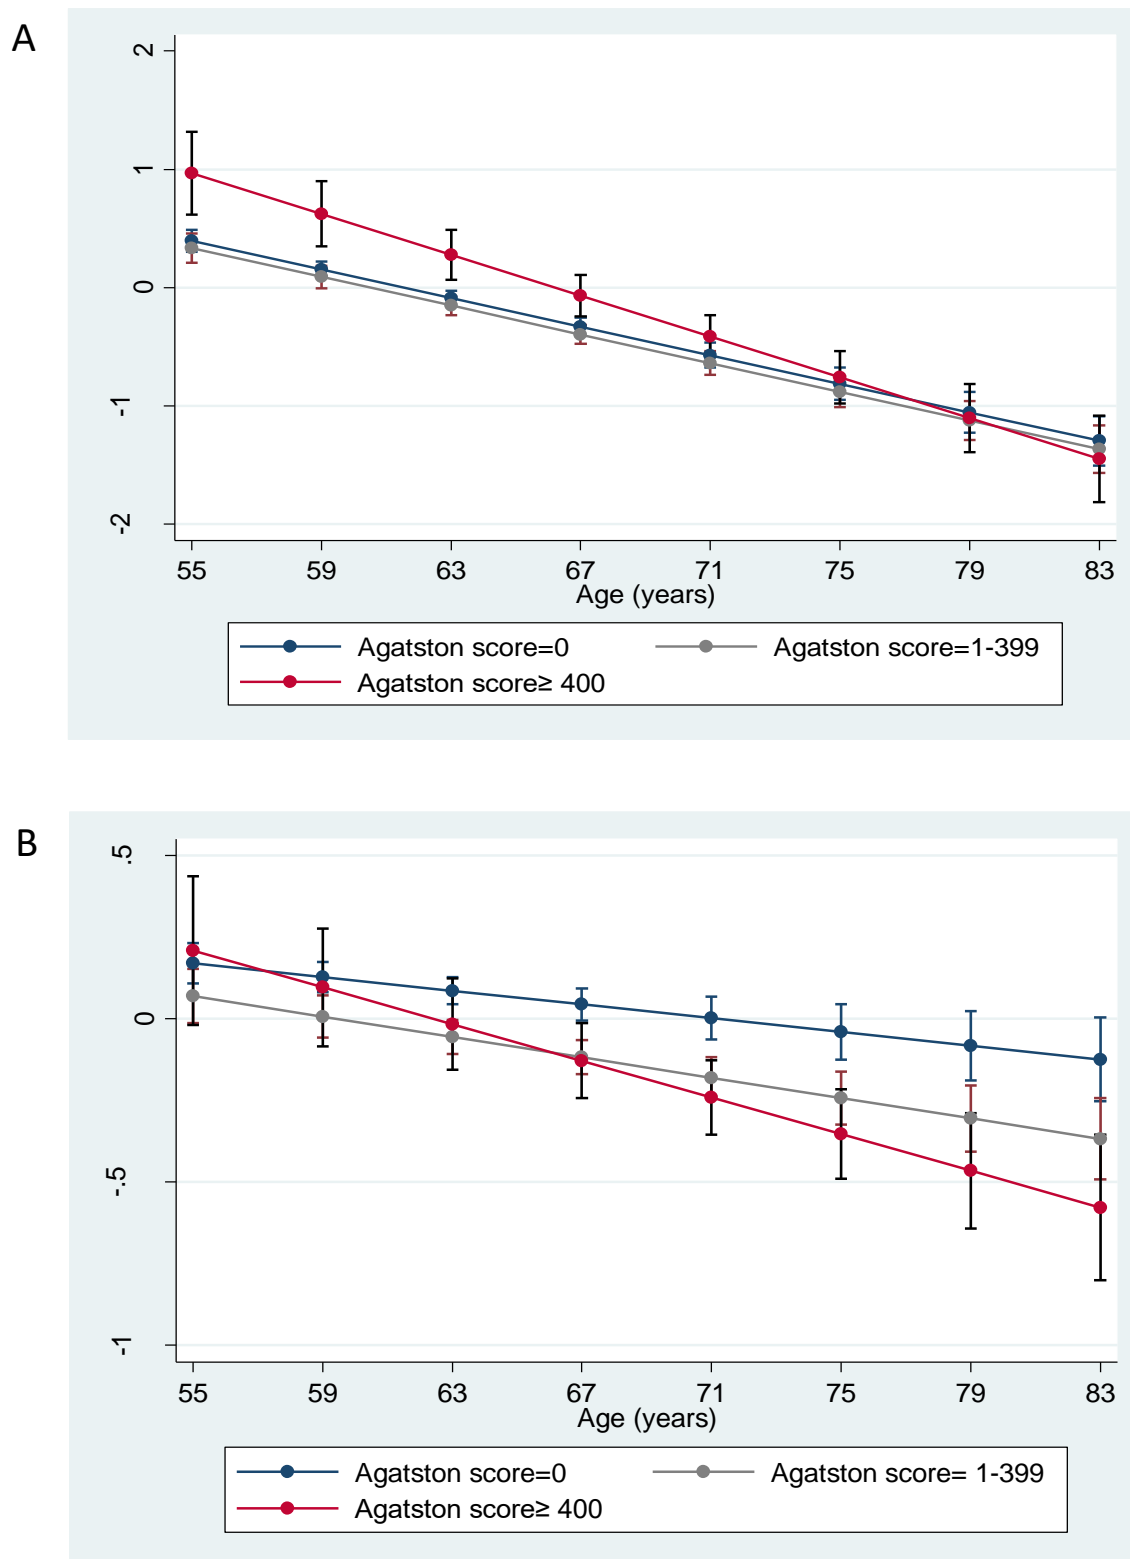 A
2
1
0
-1
-2
55 59 63 67 71 75 79 83
Age (years)
Agatston score=0 Agatston score=1-399
Agatston score≥ 400
B
.5
0
-.5
-1
55 59 63 67 71 75 79 83
Age (years)
Agatston score=0 Agatston score= 1-399
Agatston score≥ 400